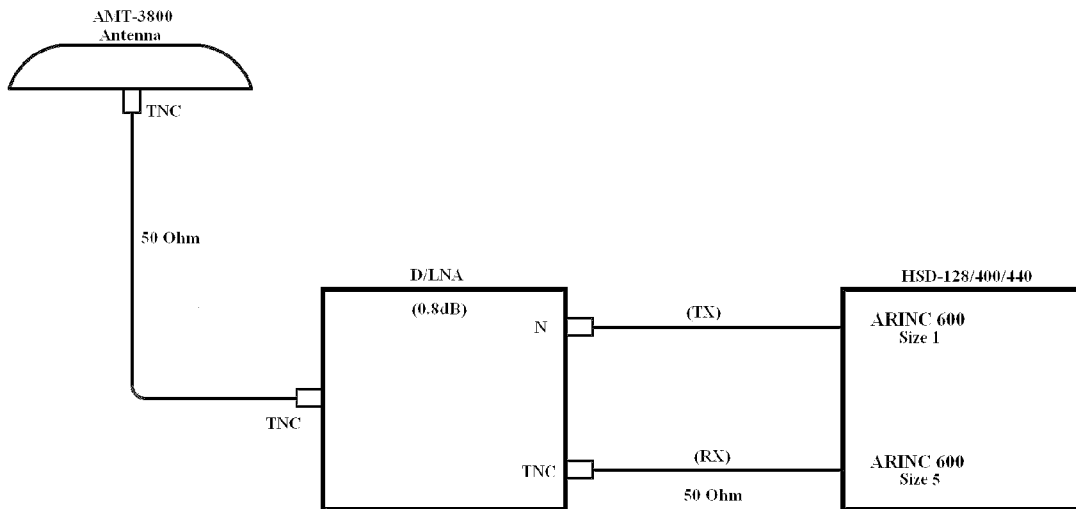 AMT-3800
Antenna
TNC
50 Ohm
D/LNA
(0.8dB)
HSD-128/400/440
N
(TX)
ARINC 600
Size 1
TNC
TNC
(RX)
50 Ohm
ARINC 600
Size 5